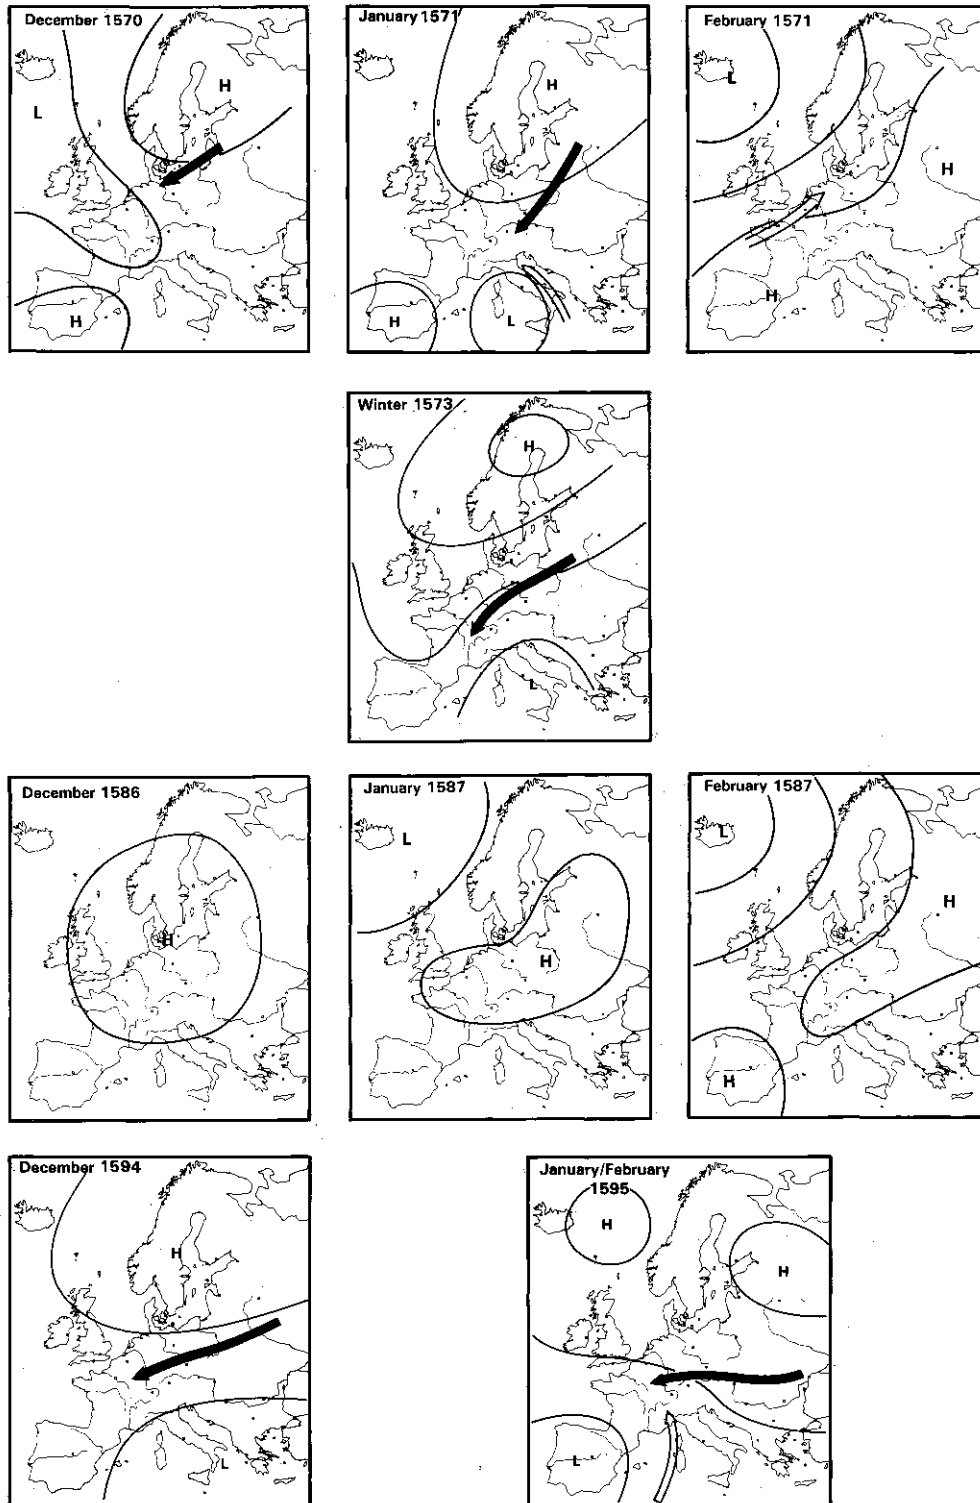 December 1570
H
L
H
January 1571
H
H
L
February 1571
L
H
H
Winter 1573
H
L
December 1586
H
January 1587
L
H
February 1587
L
H
H
December 1594
H
L
January/February
1595
H
H
L